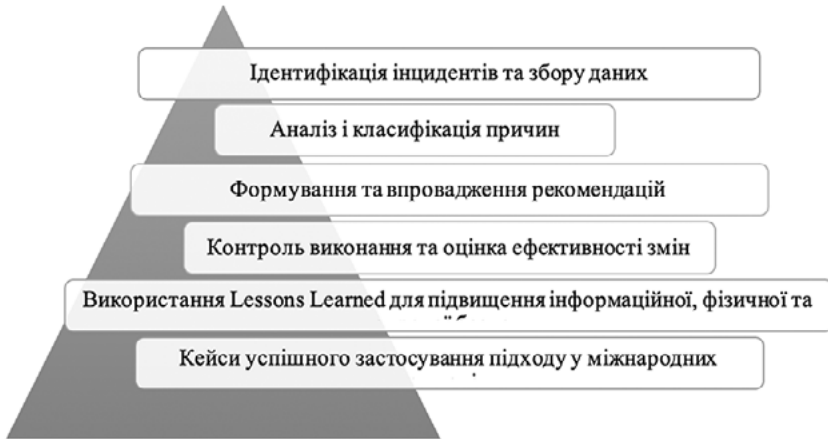 Ідентифікація інцидентів та збору даних
Аналіз і класифікація причин
Формування та впровадження рекомендацій
Контроль виконання та оцінка ефективності змін
Використання Lessons Learned для підвищення інформаційної, фізичної та
Кейси успішного застосування підходу у міжнародних